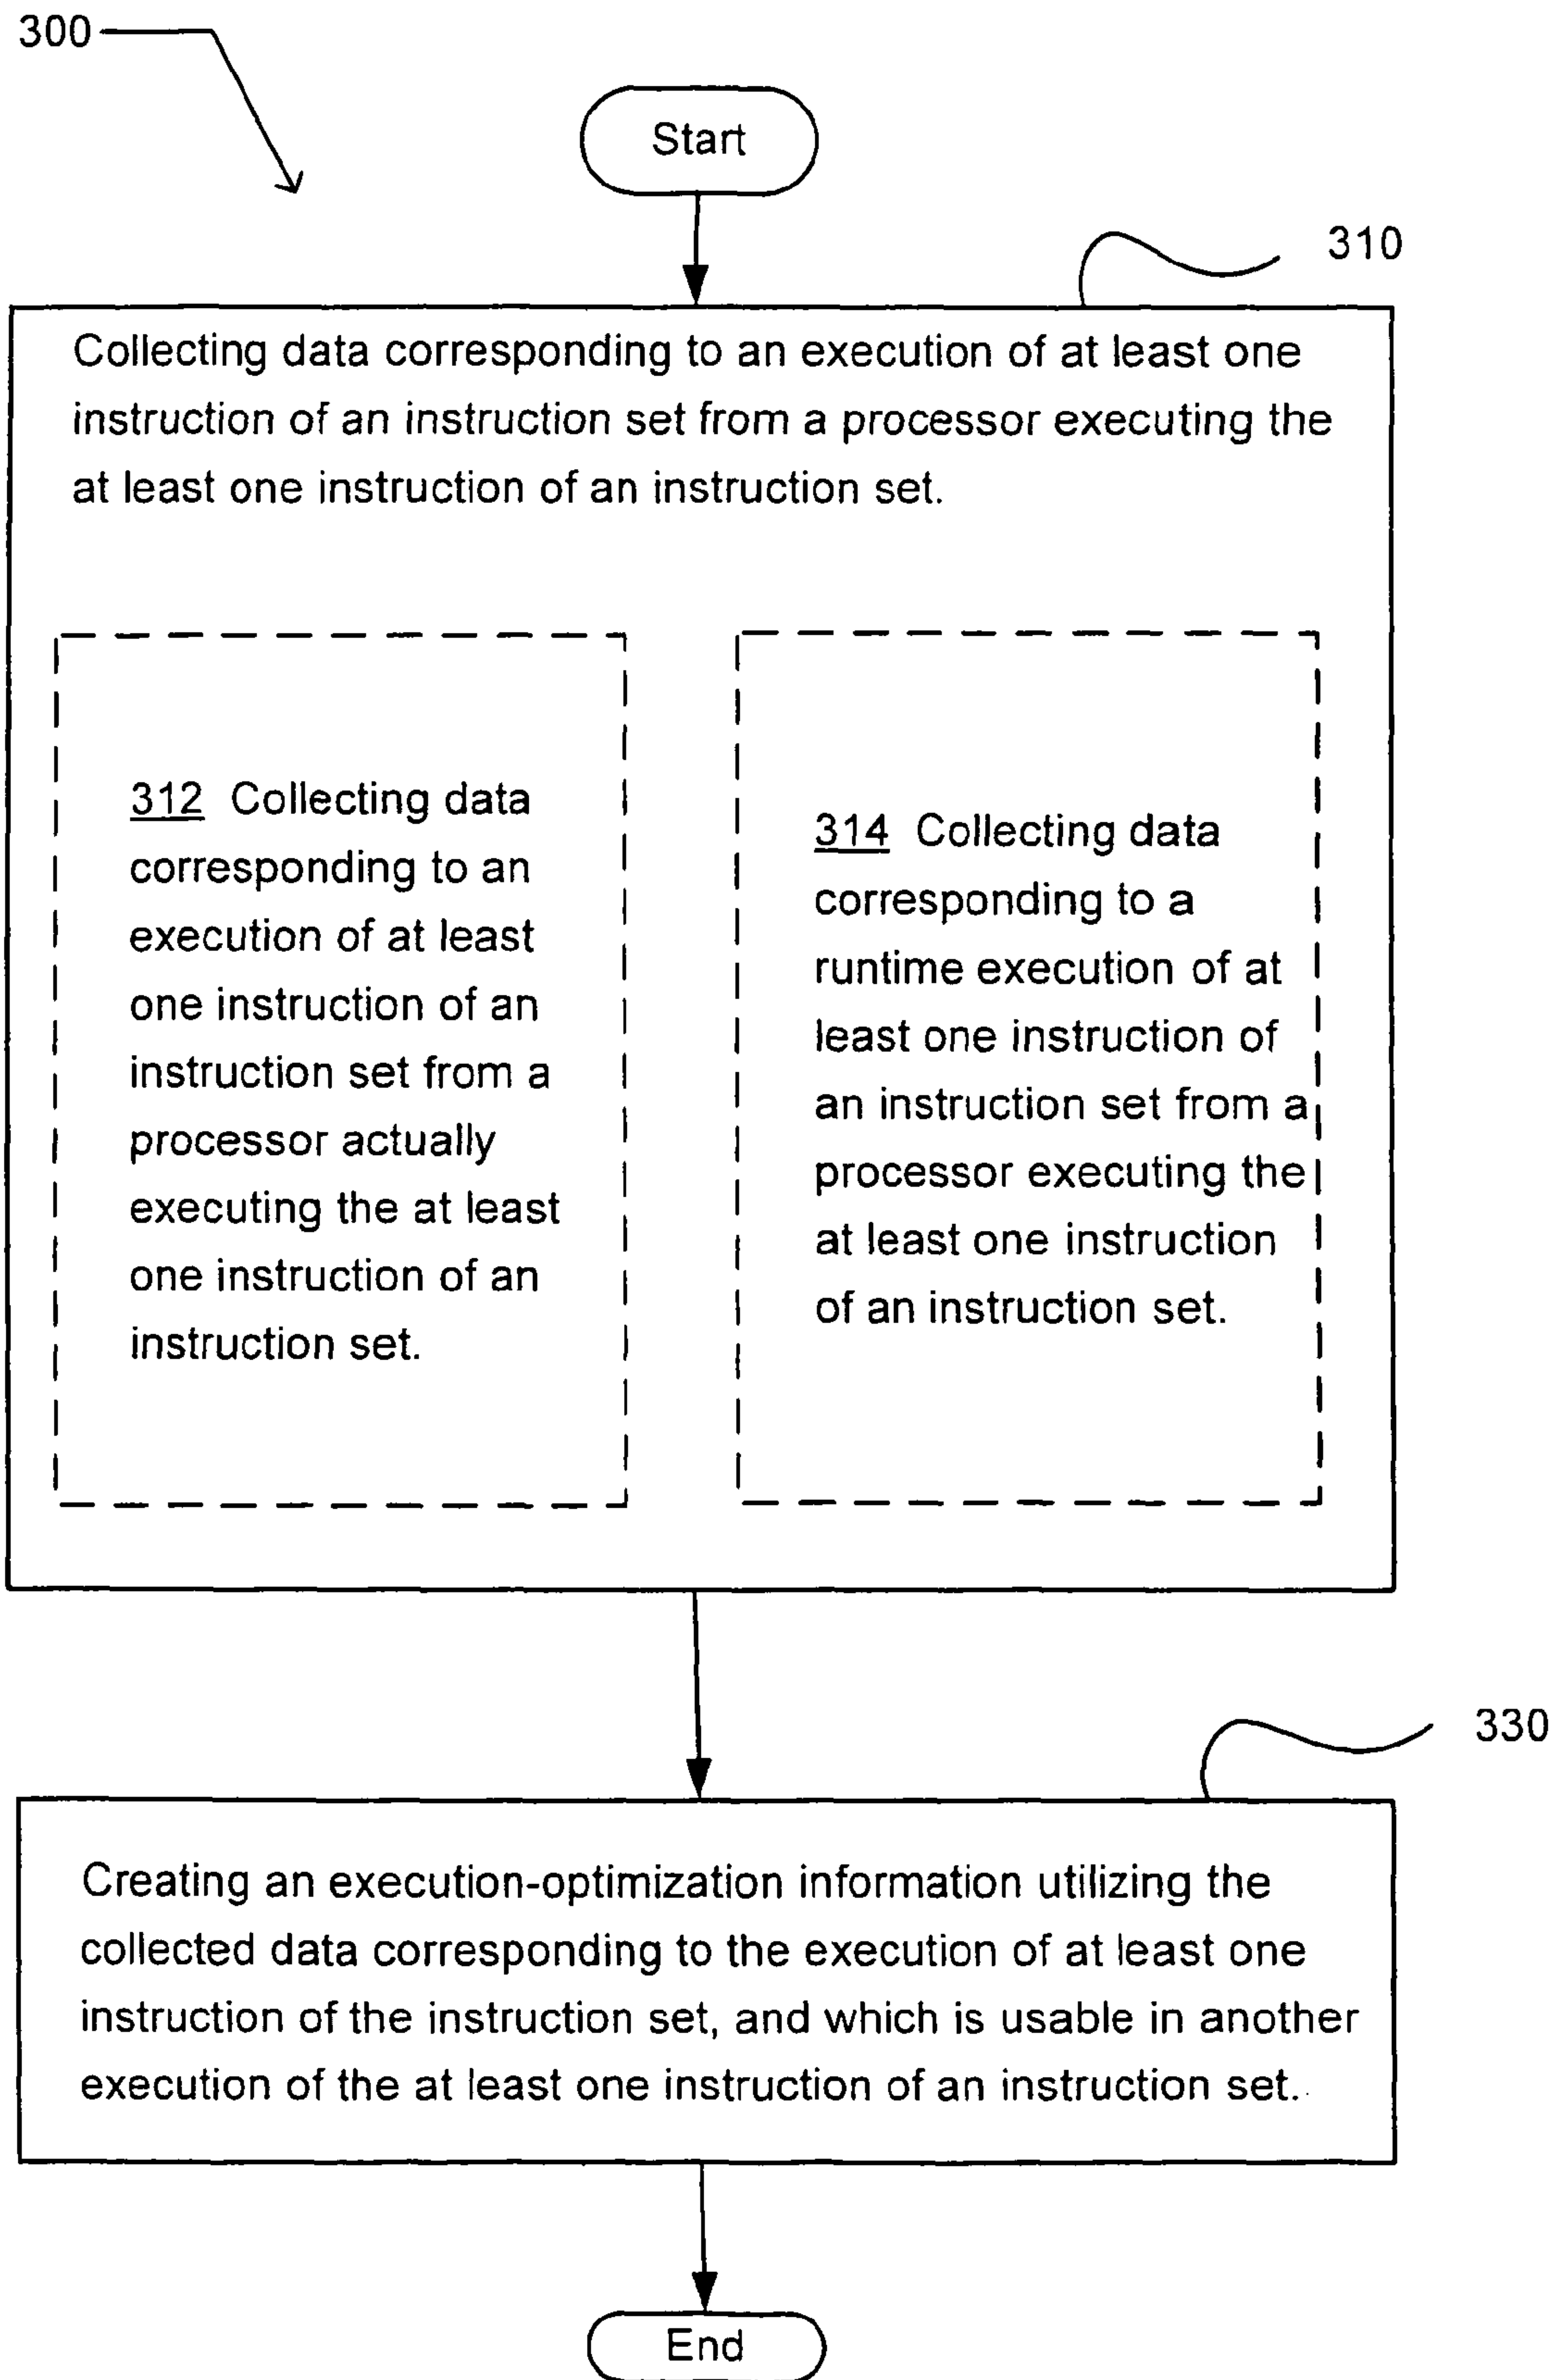 300
Start
310
Collecting data corresponding to an execution of at least one
instruction of an instruction set from a processor executing the
at least one instruction of an instruction set.
312 Collecting data
corresponding to an
execution of at least
one instruction of an
instruction set from a
processor actually
executing the at least
one instruction of an
instruction set.
314 Collecting data
corresponding to a
runtime execution of at
least one instruction of
an instruction set from a
processor executing the
at least one instruction
of an instruction set.
330
Creating an execution-optimization information utilizing the
collected data corresponding to the execution of at least one
instruction of the instruction set, and which is usable in another
execution of the at least one instruction of an instruction set.
End